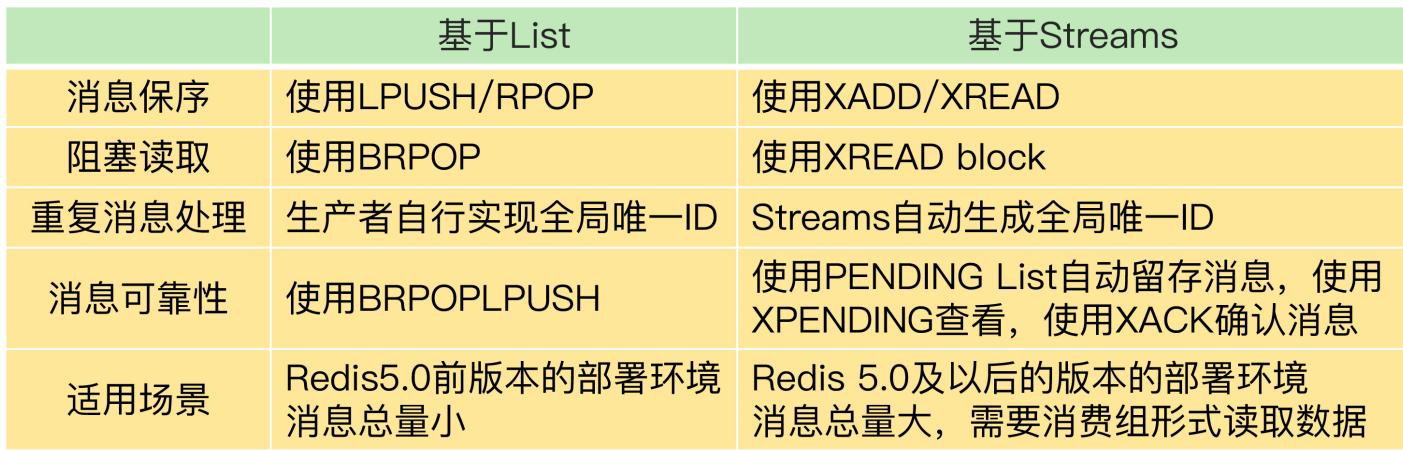 基于List
基于Streams
消息保序
使用LPUSH/RPOP
使用XADD/XREAD
阻塞读取
使用BRPOP
使用XREAD block
重复消息处理
生产者自行实现全局唯一ID
Streams自动生成全局唯一ID
消息可靠性
使用BRPOPLPUSH
使用PENDING List自动留存消息，使用
XPENDING查看，使用XACK确认消息
适用场景
Redis5.0前版本的部署环境
消息总量小
Redis 5.0及以后的版本的部署环境
消息总量大，需要消费组形式读取数据